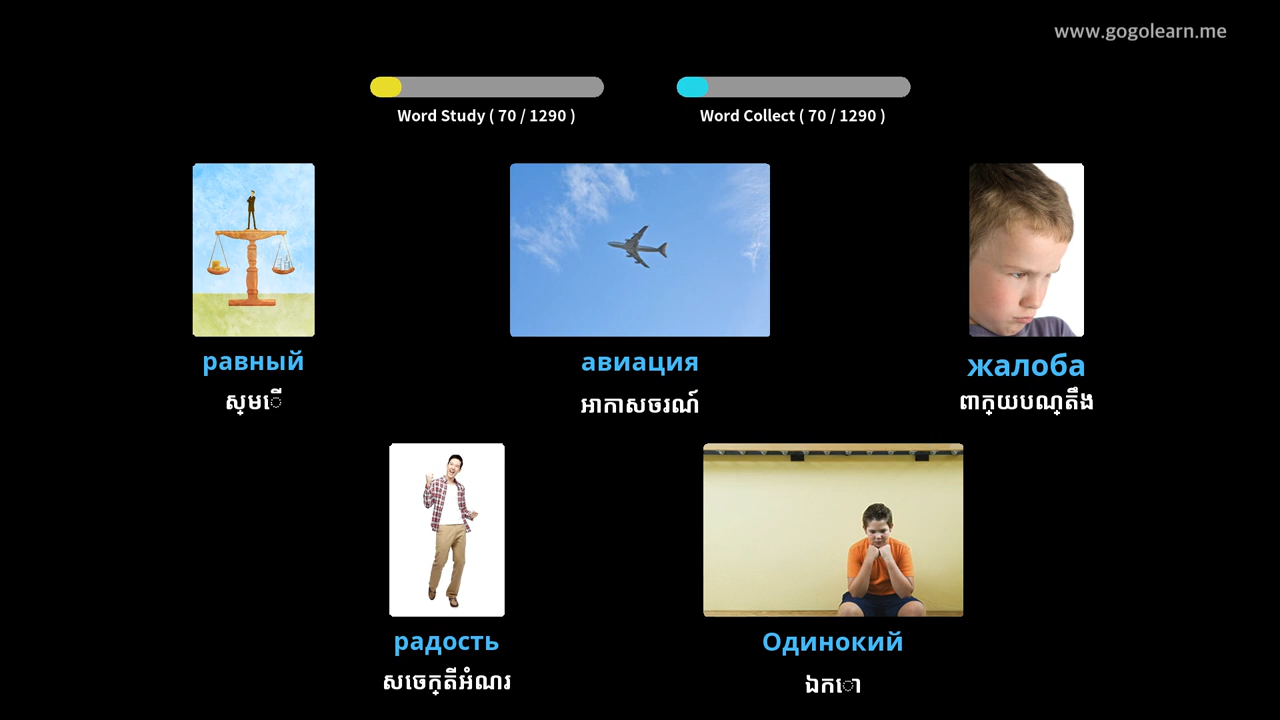 www.gogolearn.me
Word Study ( 70 / 1290 )
Word Collect ( 70 / 1290 )
равный
ស្មើ
авиация
អាកាសចរណ៍
жалоба
ពាក្យបណ្តឹង
радость
សេចក្តីអំណរ
Одинокий
ឯកោ